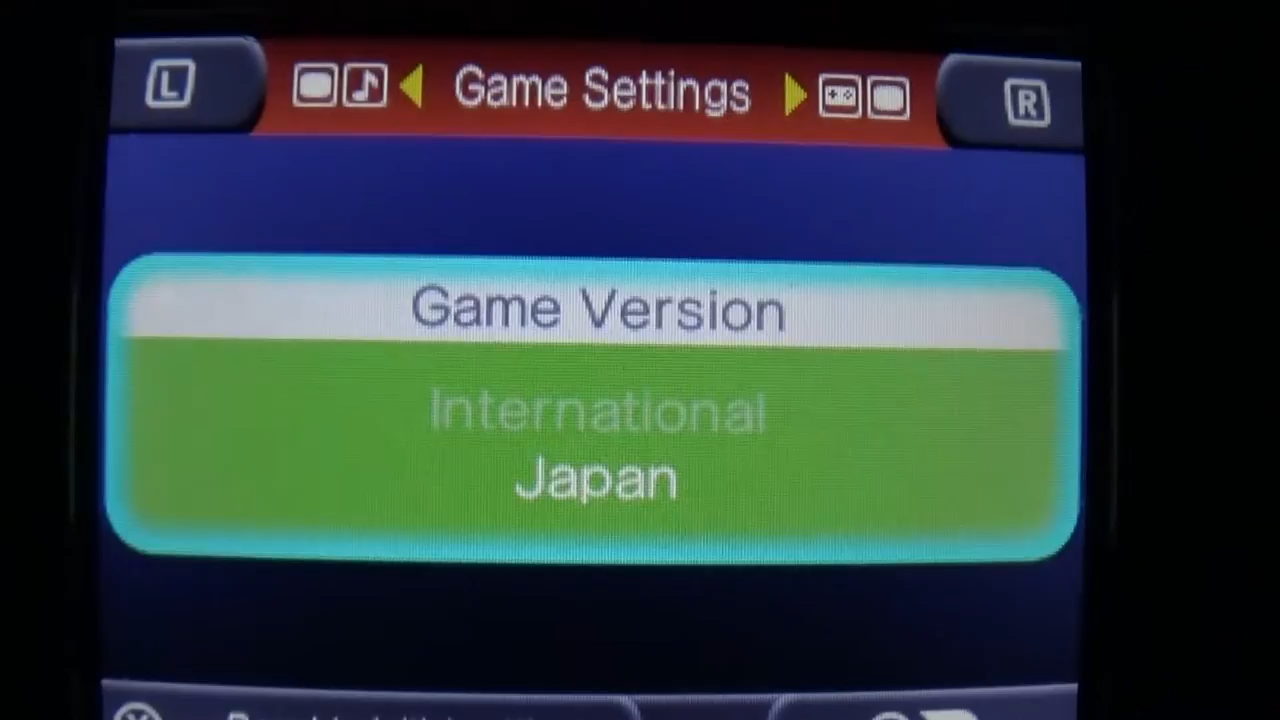 L Game Settings R
Game Version
International
Japan